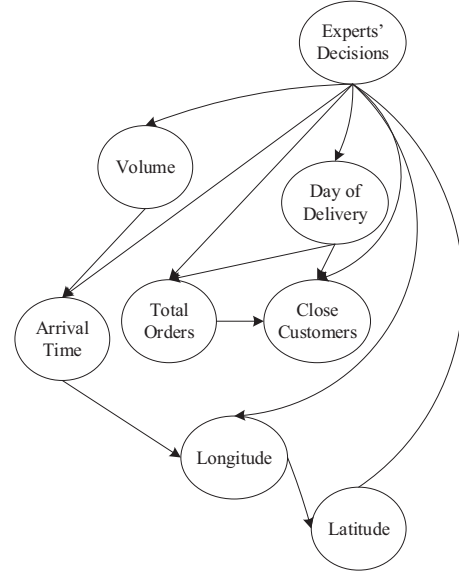 Experts'
Decisions
Volume
Day of
Delivery
Arrival
Time
Total
Orders
Close
Customers
Longitude
Latitude